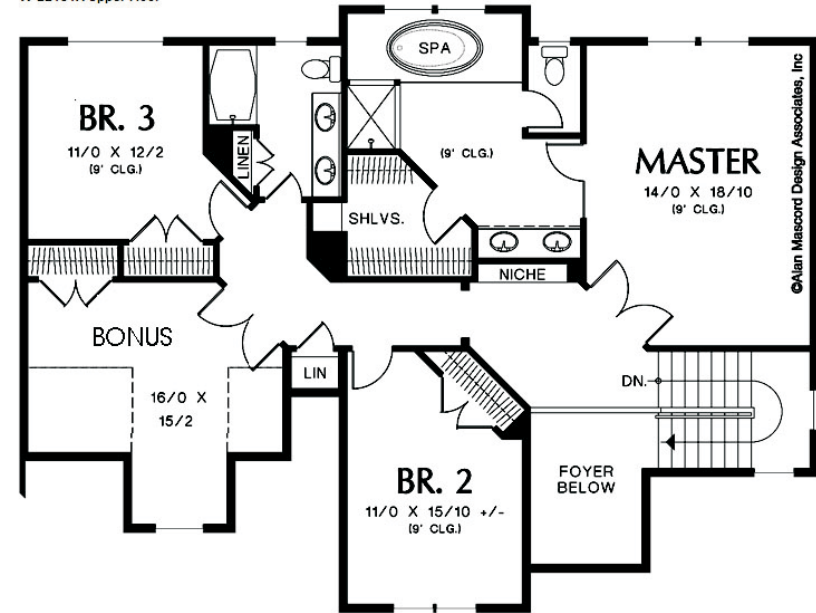 SPA
BR. 3
11/0 X 12/2
(9' CLG.)
LINEN
(9' CLG.)
MASTER
14/0 X 18/10
(9' CLG.)
SHLVS.
NICHE
BONUS
16/0 X
15/2
LIN
DN.
BR. 2
11/0 X 15/10 +/-
(9' CLG.)
FOYER
BELOW
©Alan Mascord Design Associates, Inc